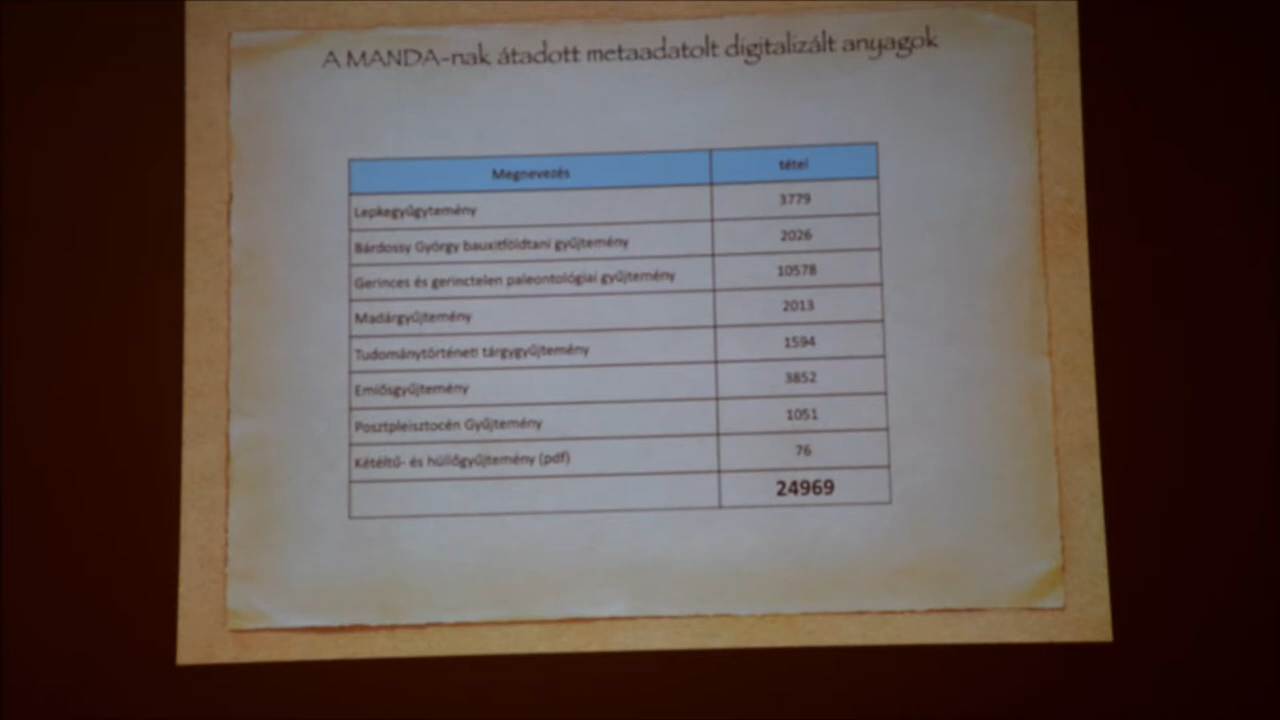 A MANDA-nak átadott metaadatolt digitalizált anyagok
Megnevezés tétel
Lepkegyűgytemény 3779
Bárdossy György bauxitföldtani gyűjtemény 2026
Gerinces és gerinctelen paleontológiai gyűjtemény 10578
Madárgyűjtemény 2013
Tudománytörténeti tárgygyűjtemény 1594
Emlősgyűjtemény 3852
Posztpleisztocén Gyűjtemény 1051
Kétéltű- és hüllőgyűjtemény (pdf) 76
24969